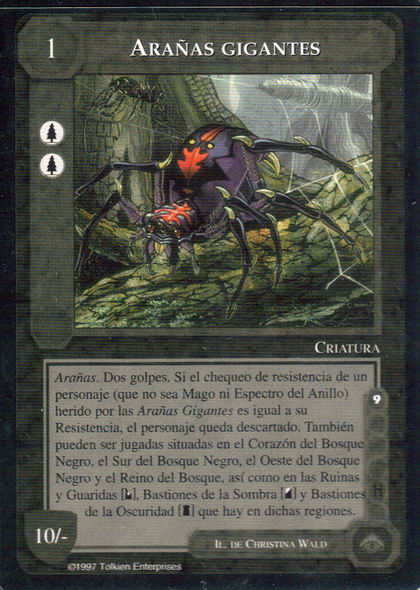 1
ARAÑAS GIGANTES
CRIATURA
Arañas. Dos golpes. Si el chequeo de resistencia de un
personaje (que no sea Mago ni Espectro del Anillo)
herido por las Arañas Gigantes es igual a su
Resistencia, el personaje queda descartado. También
pueden ser jugadas situadas en el Corazón del Bosque
Negro, el Sur del Bosque Negro, el Oeste del Bosque
Negro y el Reino del Bosque, así como en las Ruinas
y Guaridas [], Bastiones de la Sombra [] y Bastiones
de la Oscuridad [] que hay en dichas regiones.
9
10/-
IL. DE CHRISTINA WALD
©1997 Tolkien Enterprises